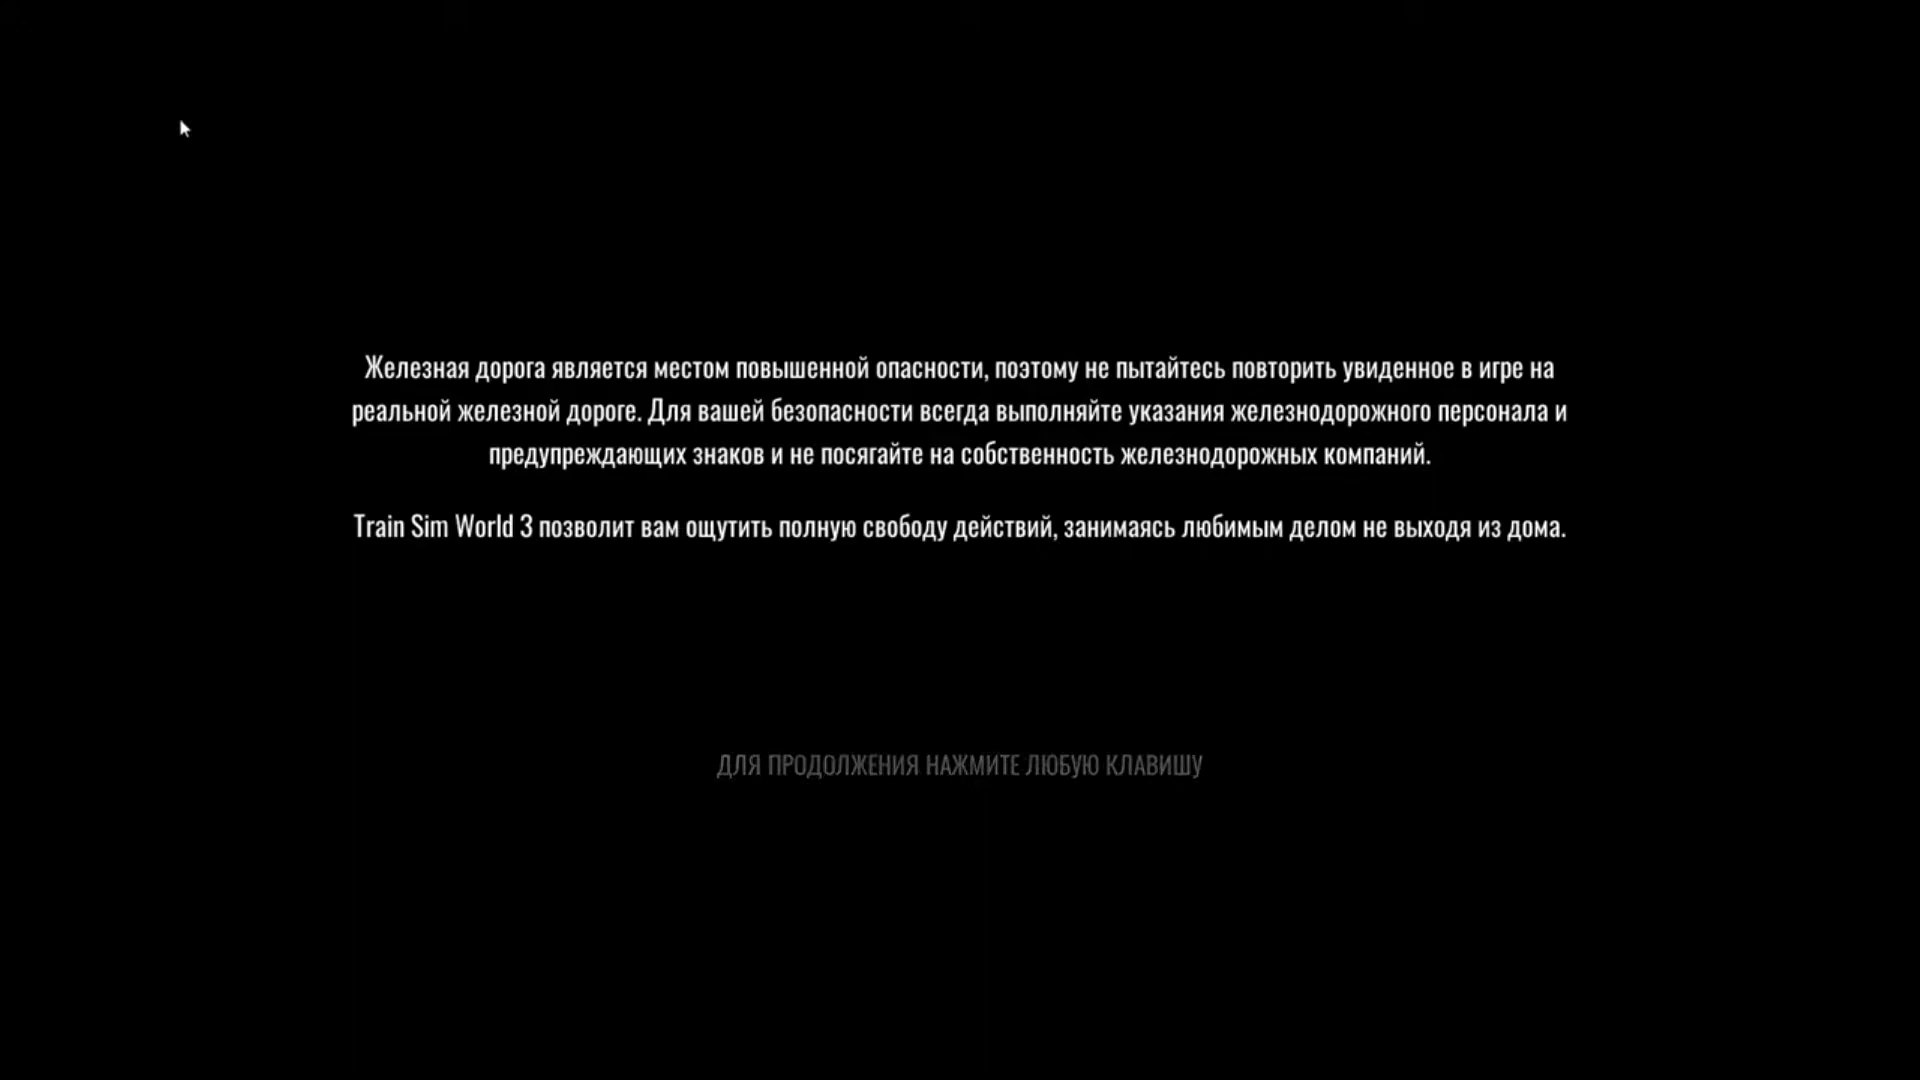 Железная дорога является местом повышенной опасности, поэтому не пытайтесь повторить увиденное в игре на
реальной железной дороге. Для вашей безопасности всегда выполняйте указания железнодорожного персонала и
предупреждающих знаков и не посягайте на собственность железнодорожных компаний.
Train Sim World 3 позволит вам ощутить полную свободу действий, занимаясь любимым делом не выходя из дома.
ДЛЯ ПРОДОЛЖЕНИЯ НАЖМИТЕ ЛЮБУЮ КЛАВИШУ